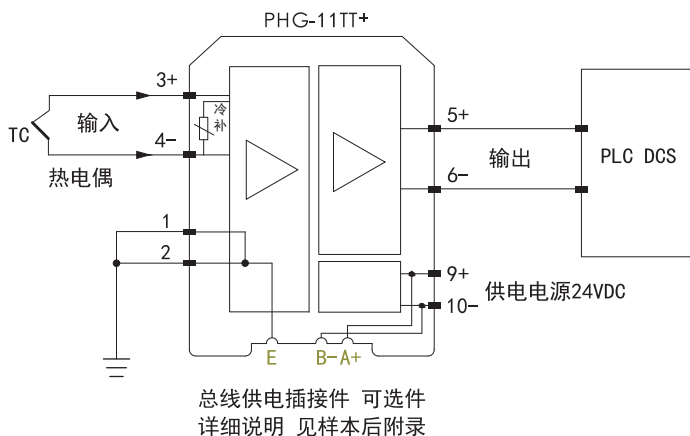 PHG-11TT+
3+
5+
冷
补
TC
输入
4-
输出
PLC DCS
热电偶
6-
1
2
9+
供电电源24VDC
10-
E
B-A+
总线供电插接件 可选件
详细说明 见样本后附录